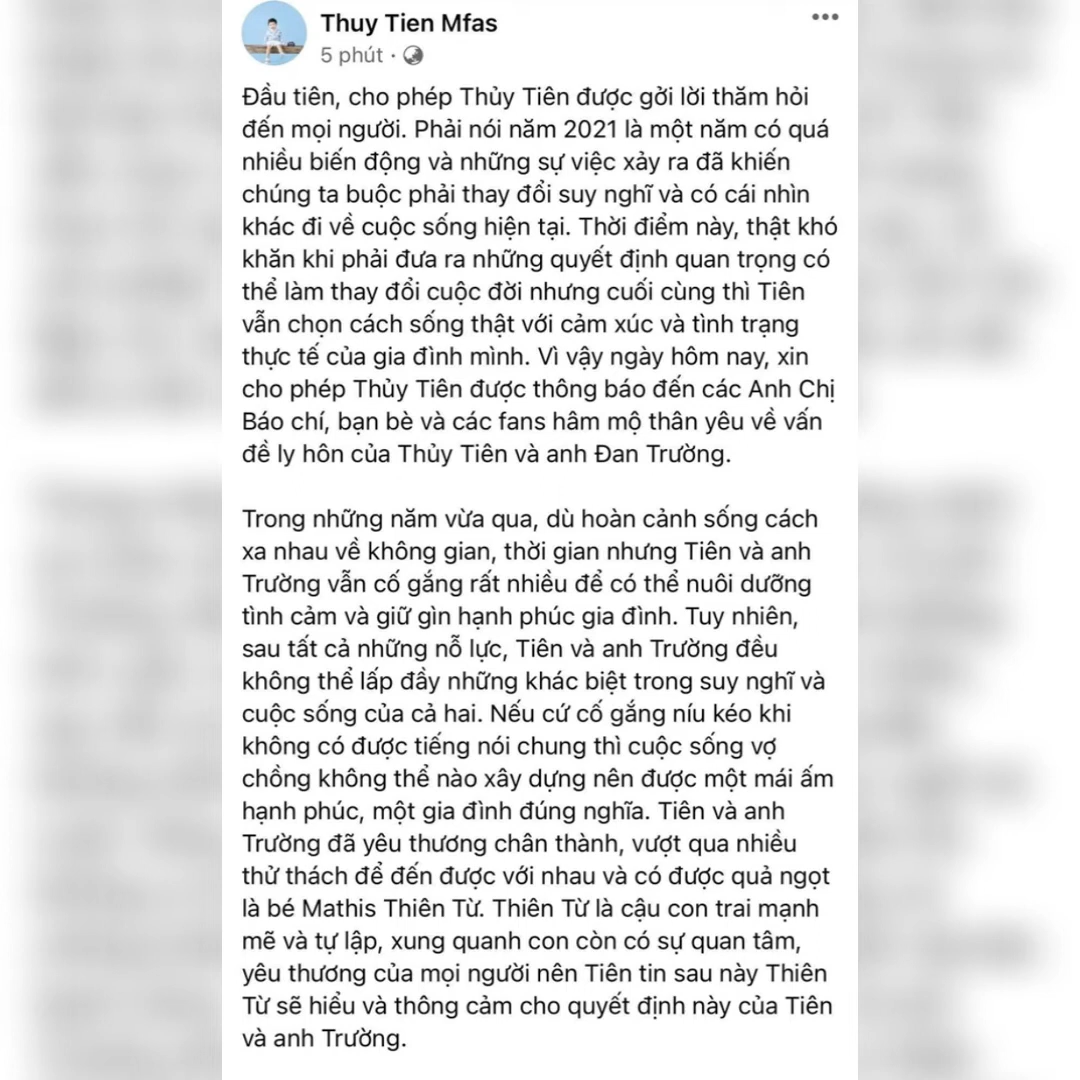 Thuy Tien Mfas
5 phút ·
Đầu tiên, cho phép Thủy Tiên được gởi lời thăm hỏi
đến mọi người. Phải nói năm 2021 là một năm có quá
nhiều biến động và những sự việc xảy ra đã khiến
chúng ta buộc phải thay đổi suy nghĩ và có cái nhìn
khác đi về cuộc sống hiện tại. Thời điểm này, thật khó
khăn khi phải đưa ra những quyết định quan trọng có
thể làm thay đổi cuộc đời nhưng cuối cùng thì Tiên
vẫn chọn cách sống thật với cảm xúc và tình trạng
thực tế của gia đình mình. Vì vậy ngày hôm nay, xin
cho phép Thủy Tiên được thông báo đến các Anh Chị
Báo chí, bạn bè và các fans hâm mộ thân yêu về vấn
đề ly hôn của Thủy Tiên và anh Đan Trường.
Trong những năm vừa qua, dù hoàn cảnh sống cách
xa nhau về không gian, thời gian nhưng Tiên và anh
Trường vẫn cố gắng rất nhiều để có thể nuôi dưỡng
tình cảm và giữ gìn hạnh phúc gia đình. Tuy nhiên,
sau tất cả những nỗ lực, Tiên và anh Trường đều
không thể lấp đầy những khác biệt trong suy nghĩ và
cuộc sống của cả hai. Nếu cứ cố gắng níu kéo khi
không có được tiếng nói chung thì cuộc sống vợ
chồng không thể nào xây dựng nên được một mái ấm
hạnh phúc, một gia đình đúng nghĩa. Tiên và anh
Trường đã yêu thương chân thành, vượt qua nhiều
thử thách để đến được với nhau và có được quả ngọt
là bé Mathis Thiên Từ. Thiên Từ là cậu con trai mạnh
mẽ và tự lập, xung quanh con còn có sự quan tâm,
yêu thương của mọi người nên Tiên tin sau này Thiên
Từ sẽ hiểu và thông cảm cho quyết định này của Tiên
và anh Trường.